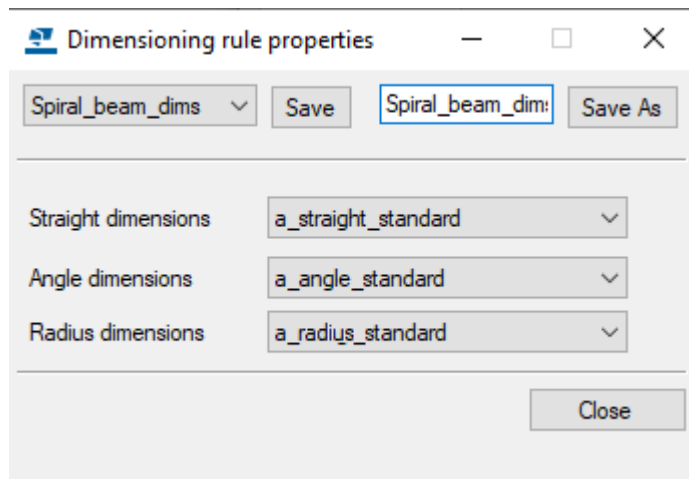 Dimensioning rule properties
Spiral_beam_dims Save Spiral_beam_dims Save As
Straight dimensions a_straight_standard
Angle dimensions a_angle_standard
Radius dimensions a_radius_standard
Close